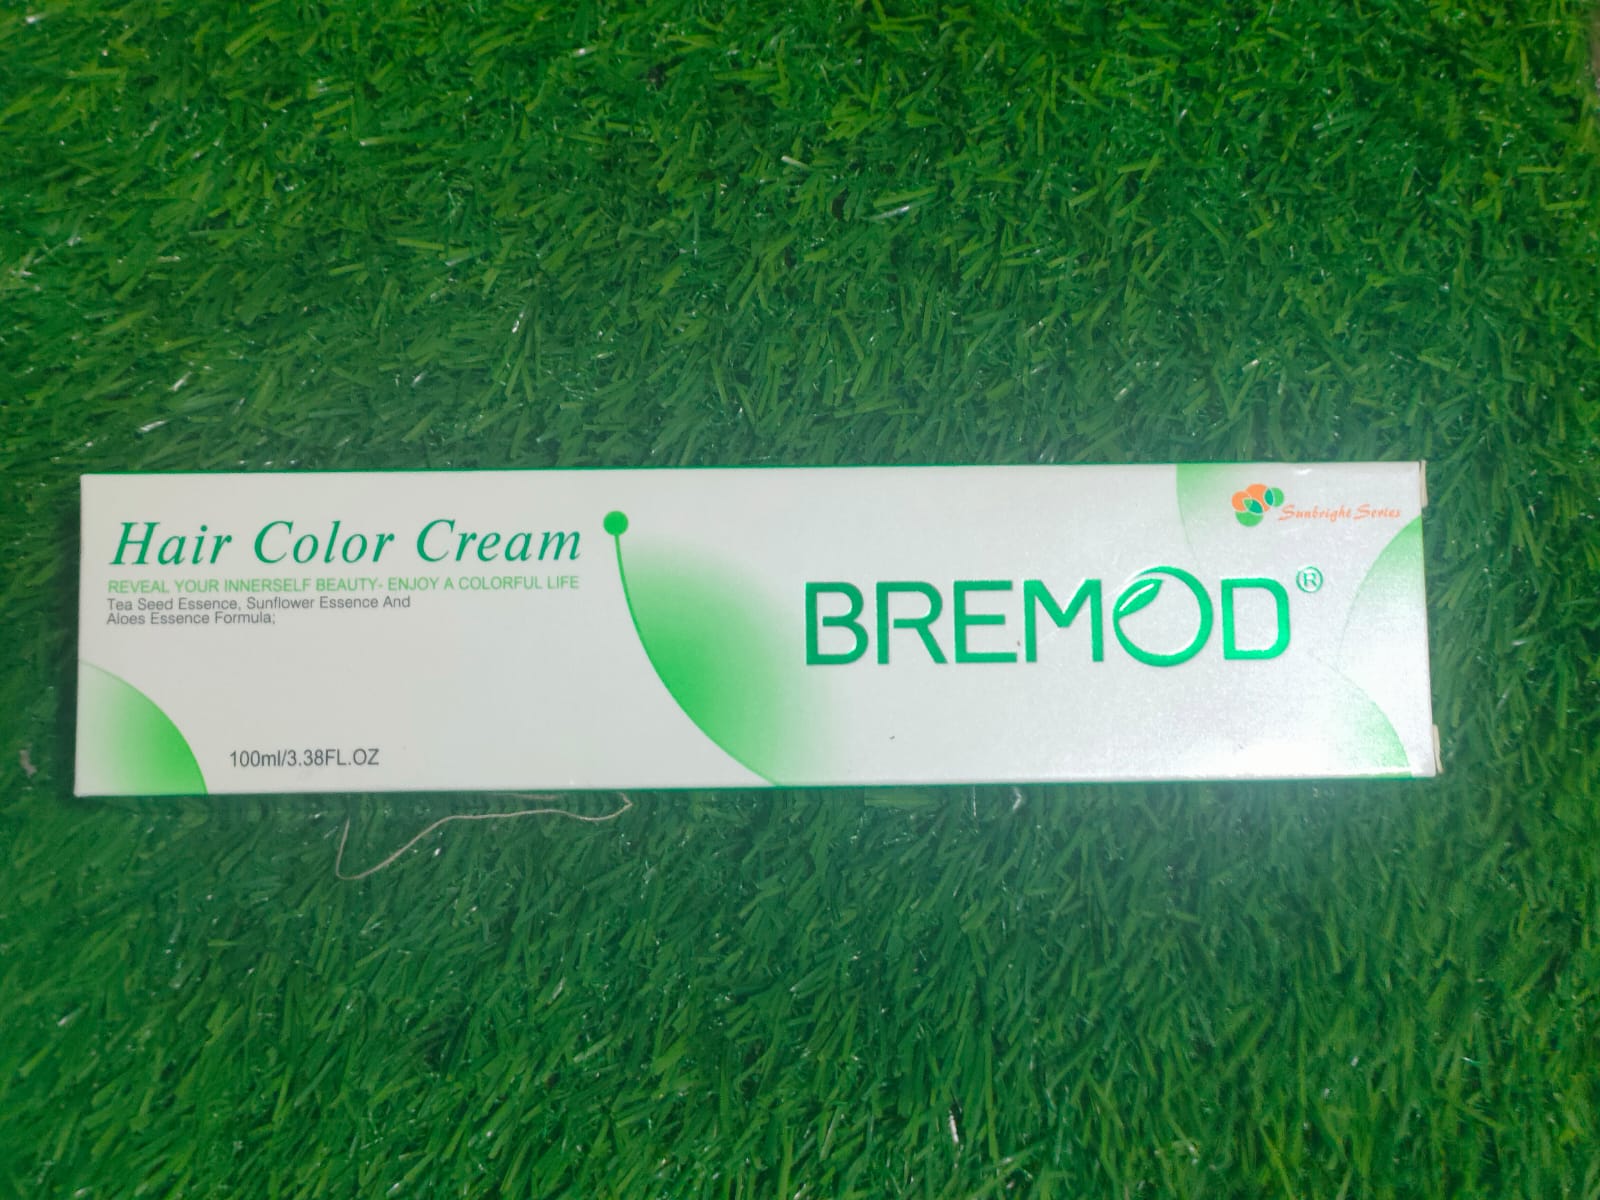 Hair Color Cream
REVEAL YOUR INNERSELF BEAUTY- ENJOY A COLORFUL LIFE
Tea Seed Essence, Sunflower Essence And
Aloes Essence Formula;
100ml/3.38FL.OZ
Sunbright Series
BREMOD®